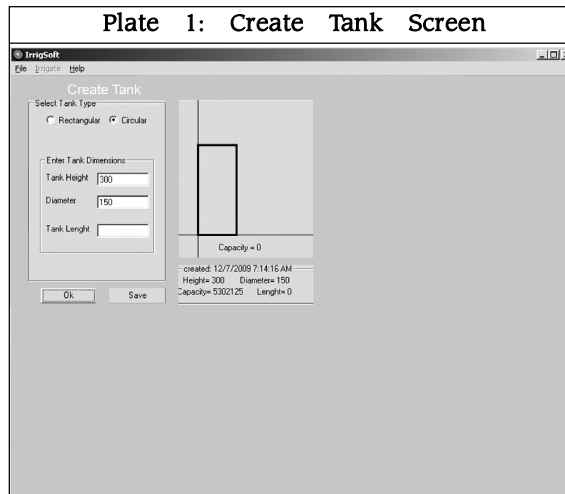 Plate 1: Create Tank Screen
IrrigSoft
File Irrigate Help
Create Tank
Select Tank Type
Rectangular Circular
Enter Tank Dimensions
Tank Height 300
Diameter 150
Tank Lenght
Ok Save
Capacity = 0
created: 12/7/2009 7:14:16 AM
Height= 300 Diameter= 150
Capacity= 5302125 Lenght= 0